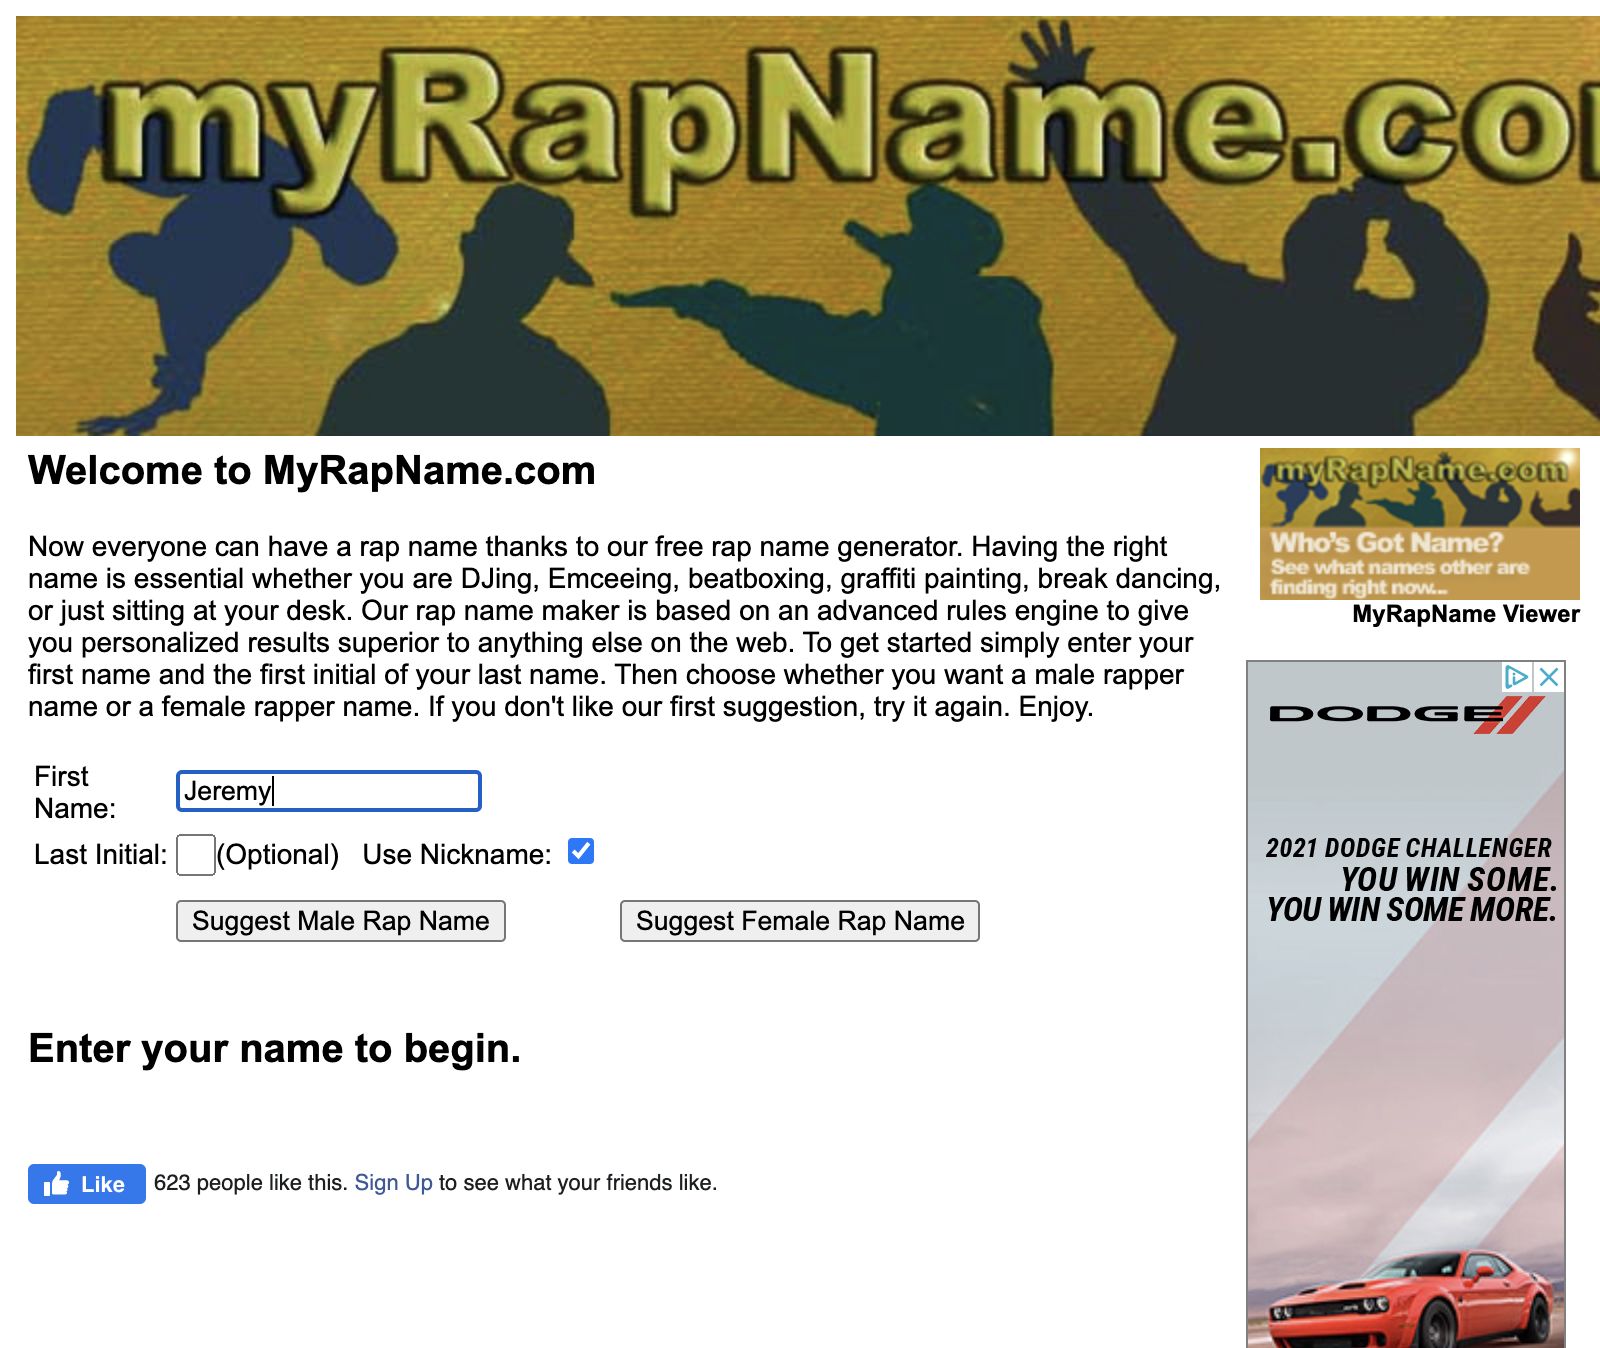 myRapName.co
Welcome to MyRapName.com
Now everyone can have a rap name thanks to our free rap name generator. Having the right
name is essential whether you are DJing, Emceeing, beatboxing, graffiti painting, break dancing,
or just sitting at your desk. Our rap name maker is based on an advanced rules engine to give
you personalized results superior to anything else on the web. To get started simply enter your
first name and the first initial of your last name. Then choose whether you want a male rapper
name or a female rapper name. If you don't like our first suggestion, try it again. Enjoy.
First
Name:
Jeremy
Last Initial: (Optional) Use Nickname:
Suggest Male Rap Name Suggest Female Rap Name
Enter your name to begin.
Like 623 people like this. Sign Up to see what your friends like.
myRapName.com
Who's Got Name?
See what names other are
finding right now...
MyRapName Viewer
DODGE
2021 DODGE CHALLENGER
YOU WIN SOME.
YOU WIN SOME MORE.